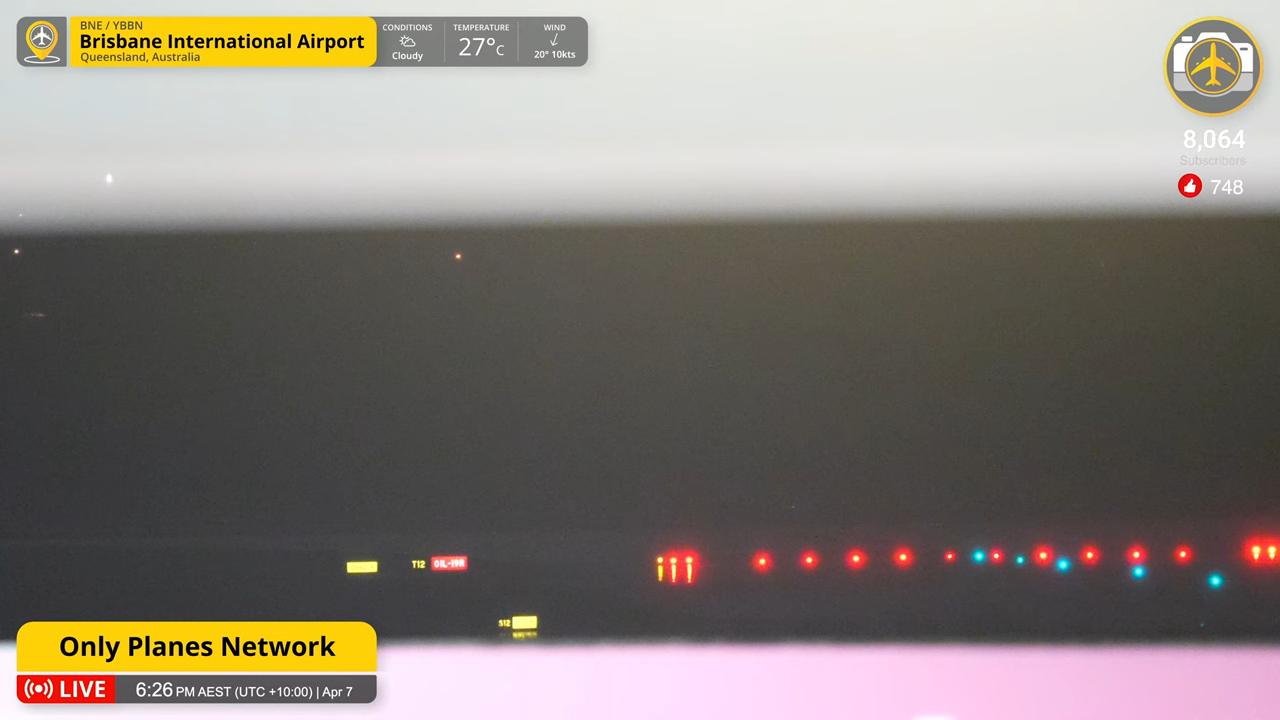 BNE / YBBN
Brisbane International Airport
Queensland, Australia
CONDITIONS
Cloudy
TEMPERATURE
27°C
WIND
20° 10kts
8,064
Subscribers
748
T12
01L-19R
S12
Only Planes Network
LIVE
6:26 PM AEST (UTC +10:00) | Apr 7